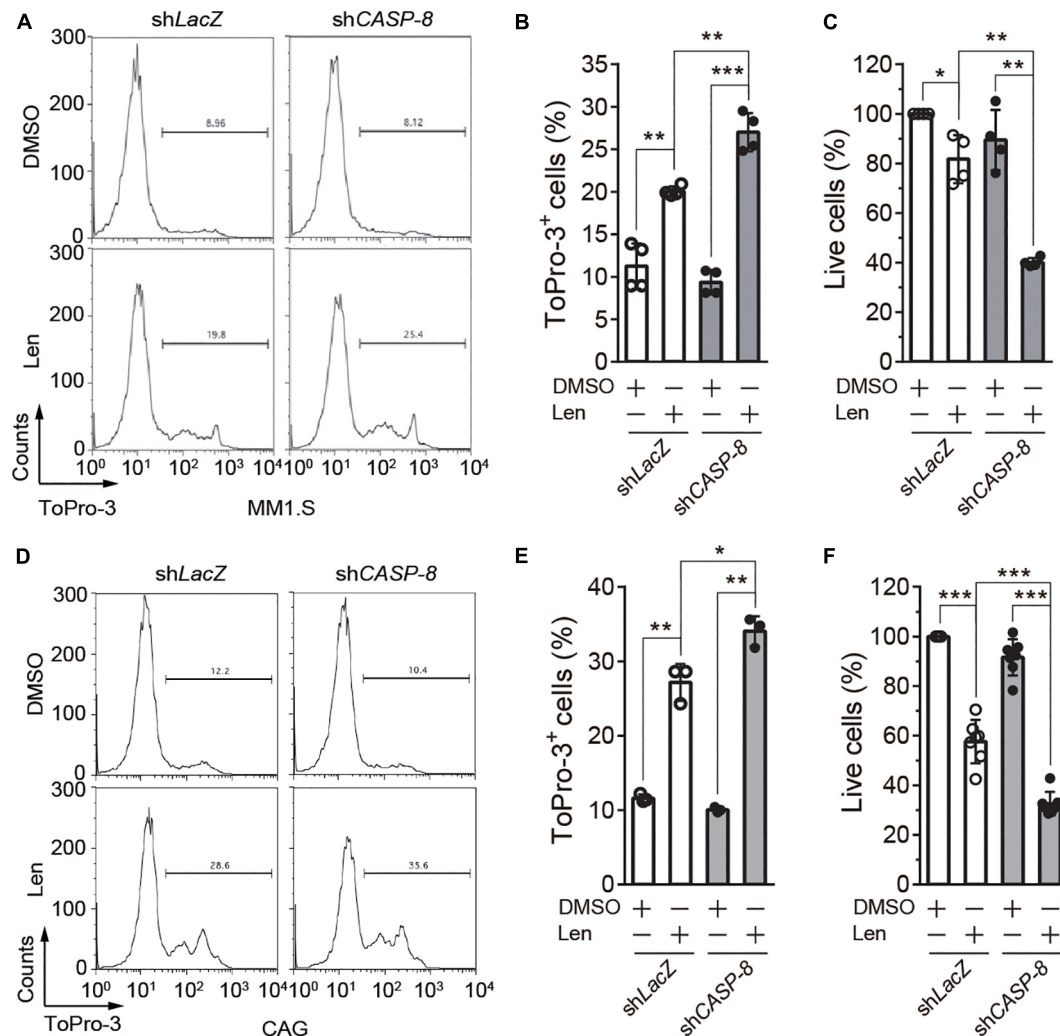 A
shLacZ
shCASP-8
DMSO
300
200
100
0
8.96
8.12
Len
300
200
100
0
19.8
25.4
10⁰ 10¹ 10² 10³ 10⁴
10⁰ 10¹ 10² 10³ 10⁴
Counts
ToPro-3
MM1.S
B
ToPro-3⁺ cells (%)
35
30
25
20
15
10
5
0
**
**
***
DMSO + − + −
Len − + − +
shLacZ
shCASP-8
C
Live cells (%)
120
100
80
60
40
20
0
*
**
**
+ − + −
− + − +
shLacZ
shCASP-8
D
shLacZ
shCASP-8
DMSO
300
200
100
0
12.2
10.4
Len
300
200
100
0
28.6
35.6
10⁰ 10¹ 10² 10³ 10⁴
10⁰ 10¹ 10² 10³ 10⁴
Counts
ToPro-3
CAG
E
ToPro-3⁺ cells (%)
40
30
20
10
0
*
**
**
DMSO + − + −
Len − + − +
shLacZ
shCASP-8
F
Live cells (%)
120
100
80
60
40
20
0
***
***
***
DMSO + − + −
Len − + − +
shLacZ
shCASP-8